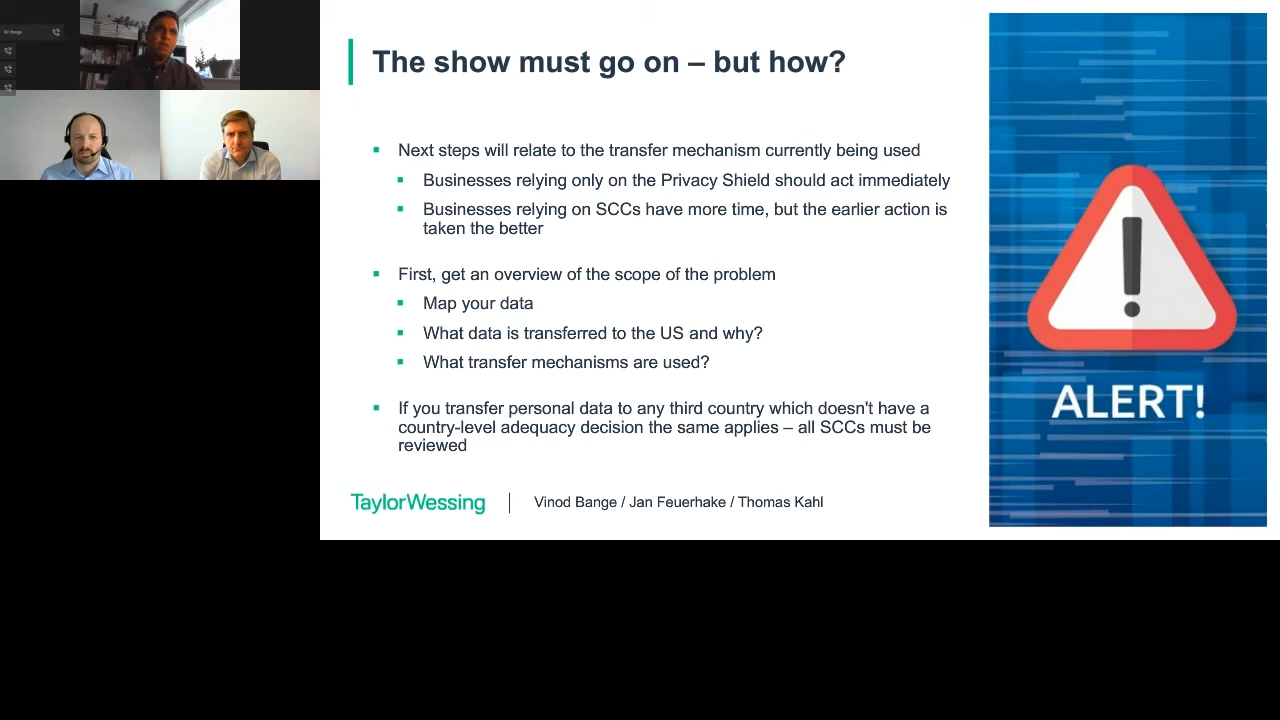 The show must go on – but how?
Next steps will relate to the transfer mechanism currently being used
Businesses relying only on the Privacy Shield should act immediately
Businesses relying on SCCs have more time, but the earlier action is
taken the better
First, get an overview of the scope of the problem
Map your data
What data is transferred to the US and why?
What transfer mechanisms are used?
If you transfer personal data to any third country which doesn't have a
country-level adequacy decision the same applies – all SCCs must be
reviewed
ALERT!
TaylorWessing
Vinod Bange / Jan Feuerhake / Thomas Kahl